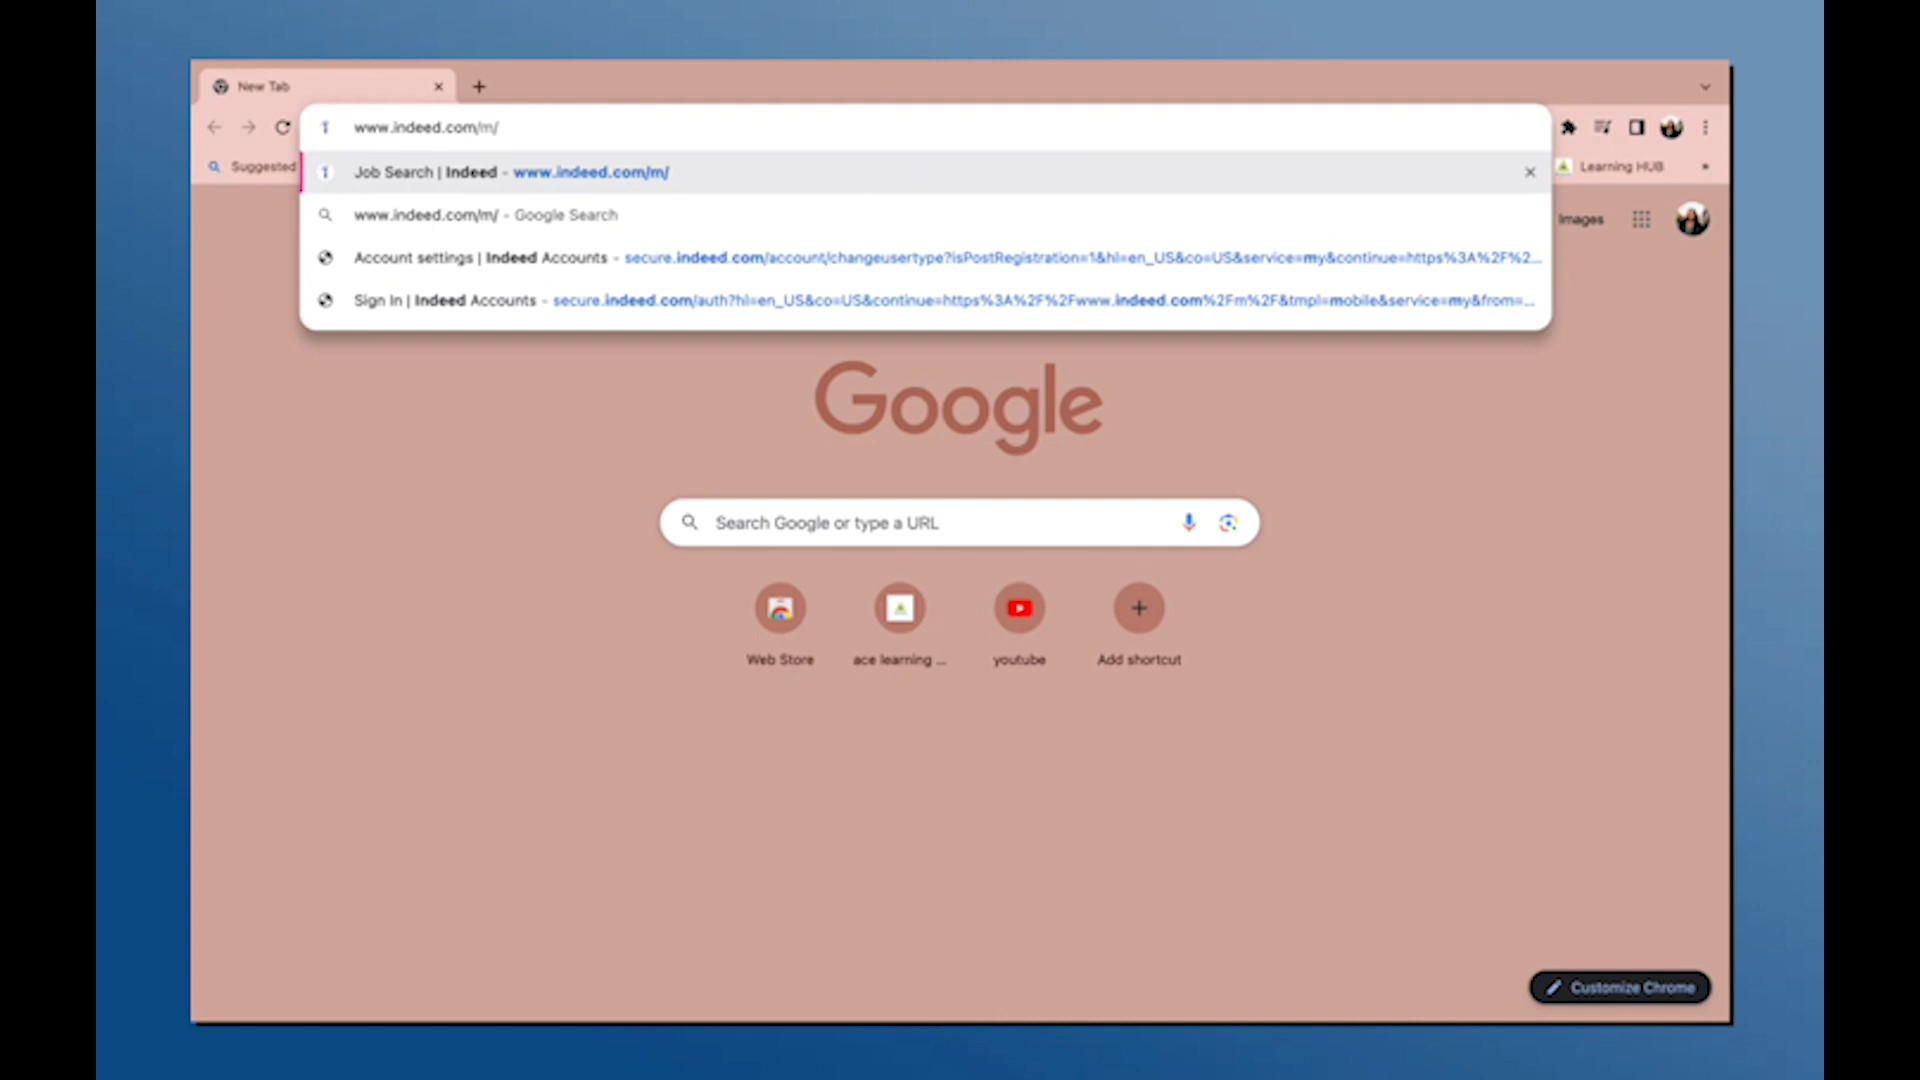 New Tab
www.indeed.com/m/
Suggested
Job Search | Indeed - www.indeed.com/m/
Learning HUB
www.indeed.com/m/ - Google Search
Images
Account settings | Indeed Accounts - secure.indeed.com/account/changeusertype?isPostRegistration=1&hl=en_US&co=US&service=my&continue=https%3A%2F%2...
Sign In | Indeed Accounts - secure.indeed.com/auth?hl=en_US&co=US&continue=https%3A%2F%2Fwww.indeed.com%2Fm%2F&tmpl=mobile&service=my&from=...
Google
Search Google or type a URL
Web Store
ace learning ...
youtube
Add shortcut
Customize Chrome